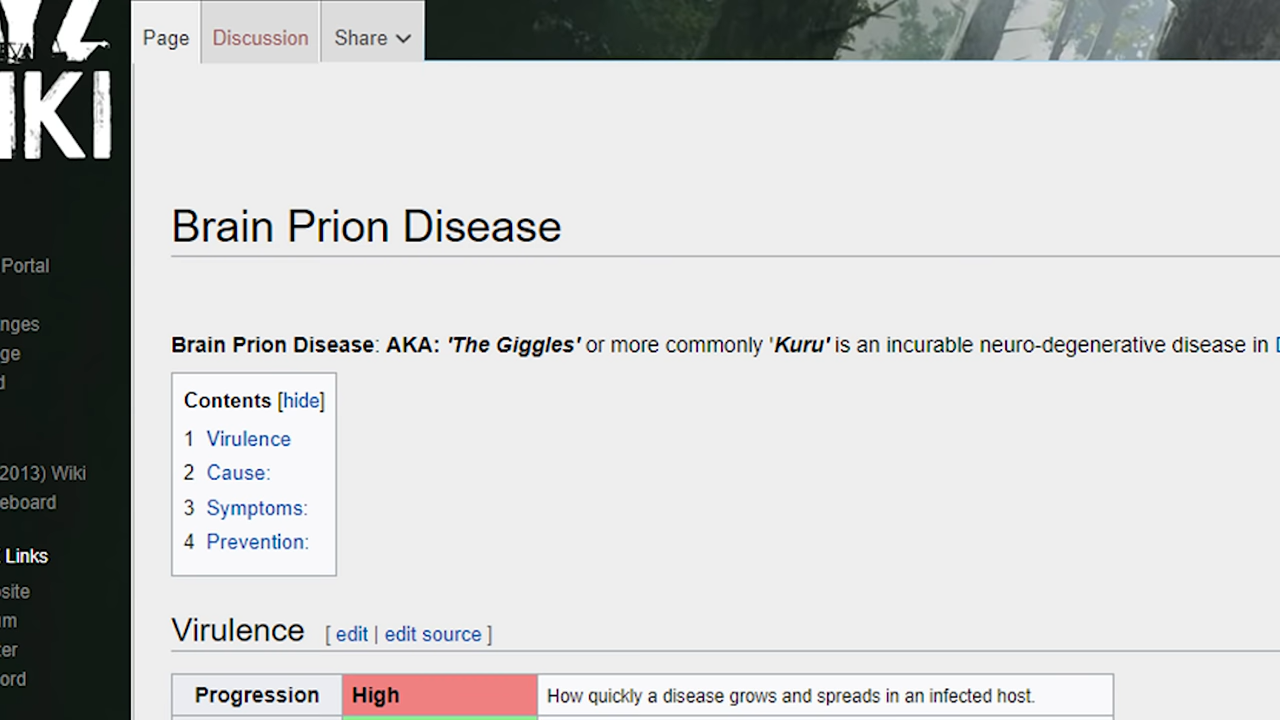 Page Discussion Share
IKI
Brain Prion Disease
Portal
nges
ge
Brain Prion Disease: AKA: 'The Giggles' or more commonly 'Kuru' is an incurable neuro-degenerative disease in
Contents [hide]
1 Virulence
2 Cause:
3 Symptoms:
4 Prevention:
2013) Wiki
eboard
Links
site
m
ter
ord
Virulence [ edit | edit source ]
Progression High How quickly a disease grows and spreads in an infected host.